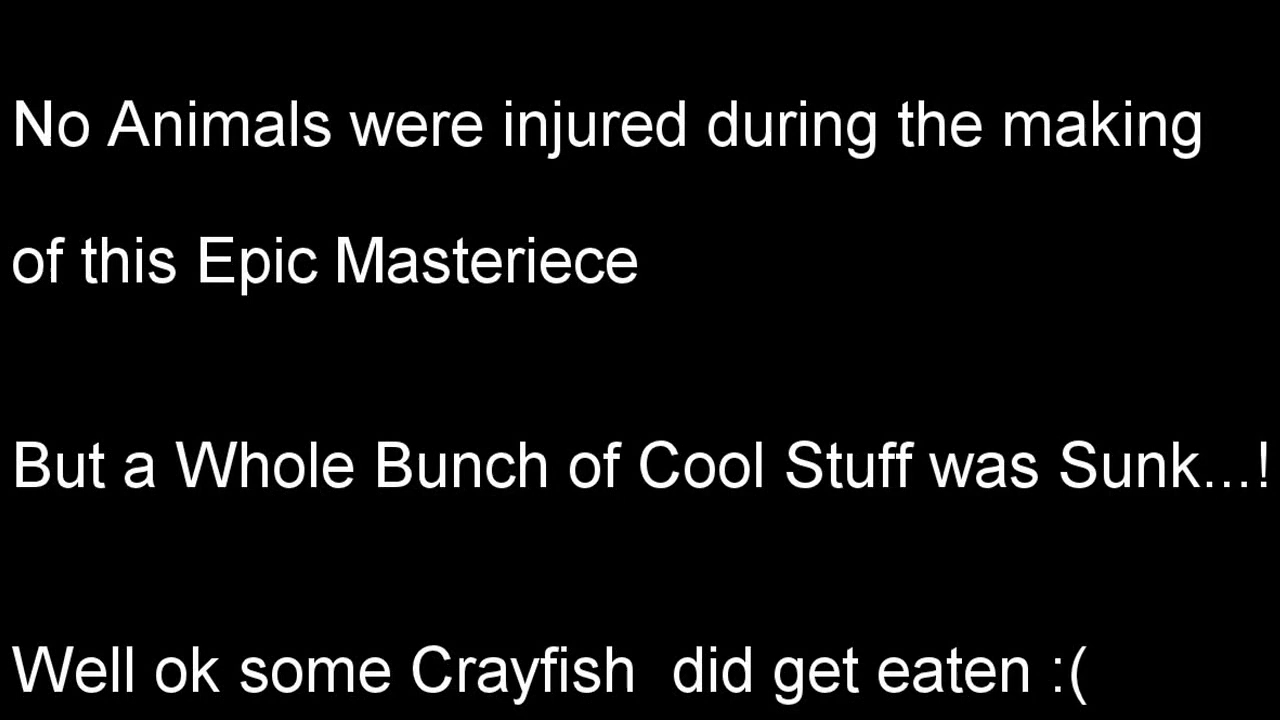 No Animals were injured during the making
of this Epic Masteriece
But a Whole Bunch of Cool Stuff was Sunk...!
Well ok some Crayfish  did get eaten :(